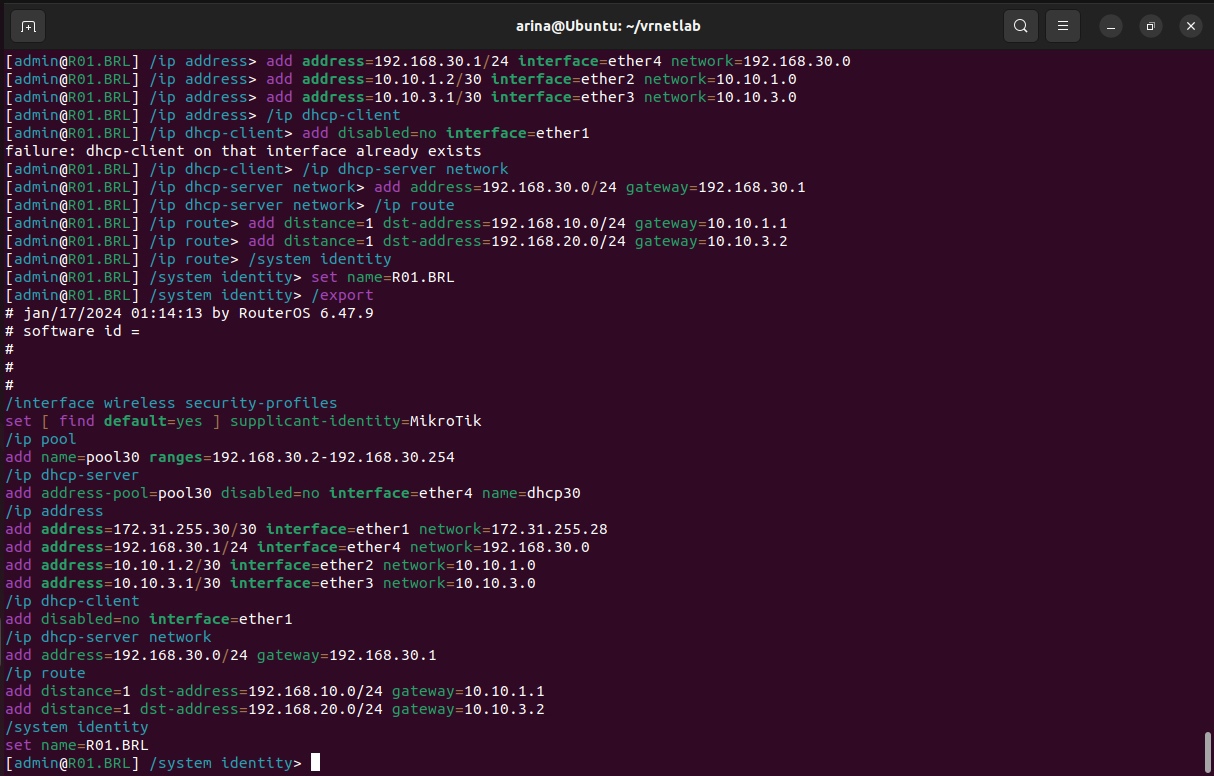 arina@Ubuntu: ~/vrnetlab
[admin@R01.BRL] /ip address> add address=192.168.30.1/24 interface=ether4 network=192.168.30.0
[admin@R01.BRL] /ip address> add address=10.10.1.2/30 interface=ether2 network=10.10.1.0
[admin@R01.BRL] /ip address> add address=10.10.3.1/30 interface=ether3 network=10.10.3.0
[admin@R01.BRL] /ip address> /ip dhcp-client
[admin@R01.BRL] /ip dhcp-client> add disabled=no interface=ether1
failure: dhcp-client on that interface already exists
[admin@R01.BRL] /ip dhcp-client> /ip dhcp-server network
[admin@R01.BRL] /ip dhcp-server network> add address=192.168.30.0/24 gateway=192.168.30.1
[admin@R01.BRL] /ip dhcp-server network> /ip route
[admin@R01.BRL] /ip route> add distance=1 dst-address=192.168.10.0/24 gateway=10.10.1.1
[admin@R01.BRL] /ip route> add distance=1 dst-address=192.168.20.0/24 gateway=10.10.3.2
[admin@R01.BRL] /ip route> /system identity
[admin@R01.BRL] /system identity> set name=R01.BRL
[admin@R01.BRL] /system identity> /export
# jan/17/2024 01:14:13 by RouterOS 6.47.9
# software id =
#
#
#
/interface wireless security-profiles
set [ find default=yes ] supplicant-identity=MikroTik
/ip pool
add name=pool30 ranges=192.168.30.2-192.168.30.254
/ip dhcp-server
add address-pool=pool30 disabled=no interface=ether4 name=dhcp30
/ip address
add address=172.31.255.30/30 interface=ether1 network=172.31.255.28
add address=192.168.30.1/24 interface=ether4 network=192.168.30.0
add address=10.10.1.2/30 interface=ether2 network=10.10.1.0
add address=10.10.3.1/30 interface=ether3 network=10.10.3.0
/ip dhcp-client
add disabled=no interface=ether1
/ip dhcp-server network
add address=192.168.30.0/24 gateway=192.168.30.1
/ip route
add distance=1 dst-address=192.168.10.0/24 gateway=10.10.1.1
add distance=1 dst-address=192.168.20.0/24 gateway=10.10.3.2
/system identity
set name=R01.BRL
[admin@R01.BRL] /system identity>